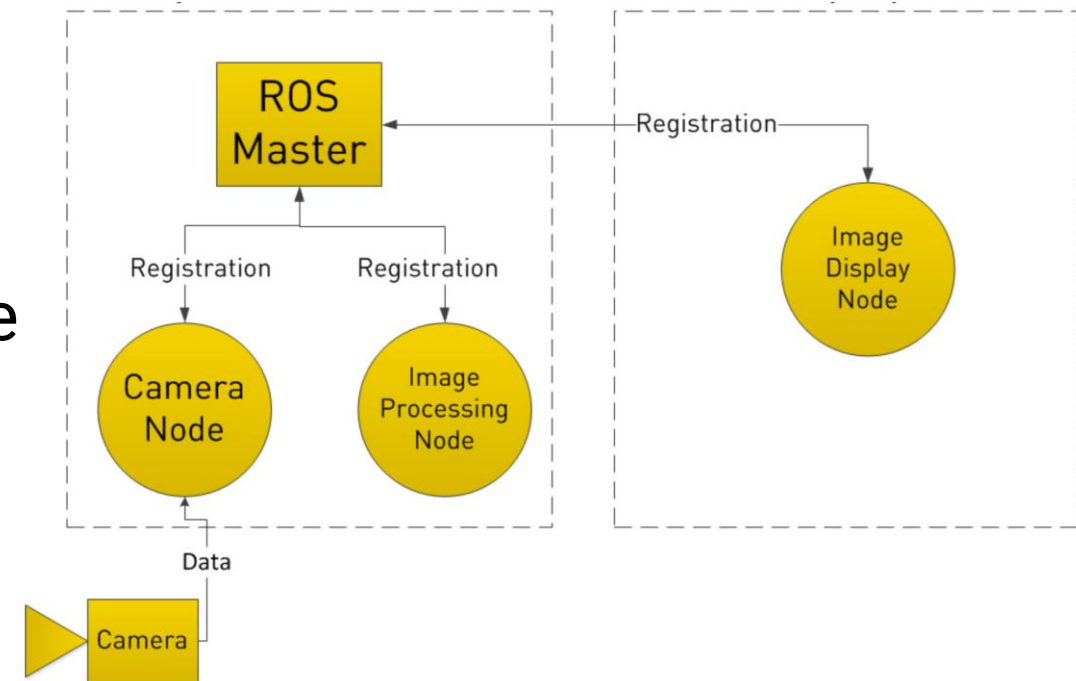 ROS
Master
Registration
Registration
Registration
Image
Display
Node
e
Camera
Node
Image
Processing
Node
Data
Camera